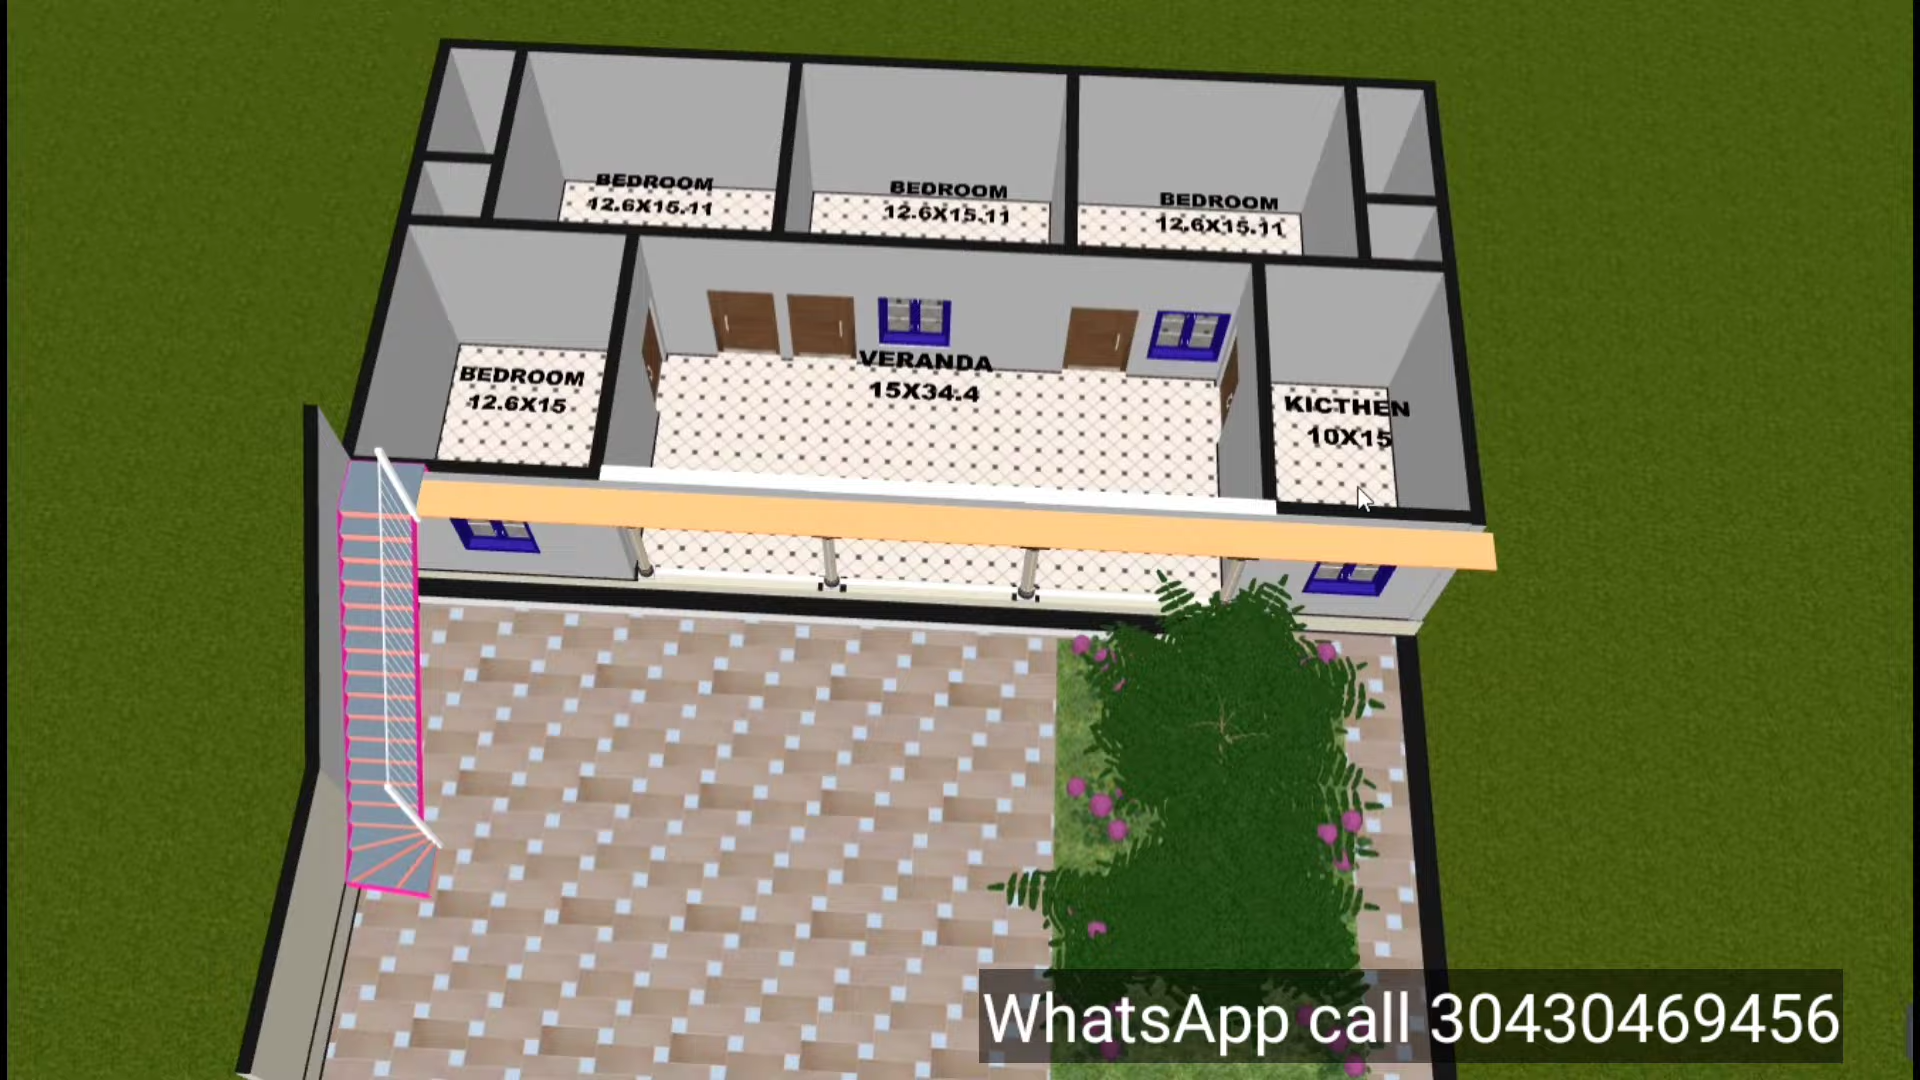 BEDROOM
12.6X15.11
BEDROOM
12.6X15.11
BEDROOM
12.6X15.11
VERANDA
15X34.4
BEDROOM
12.6X15
KICTHEN
10X15
WhatsApp call 30430469456